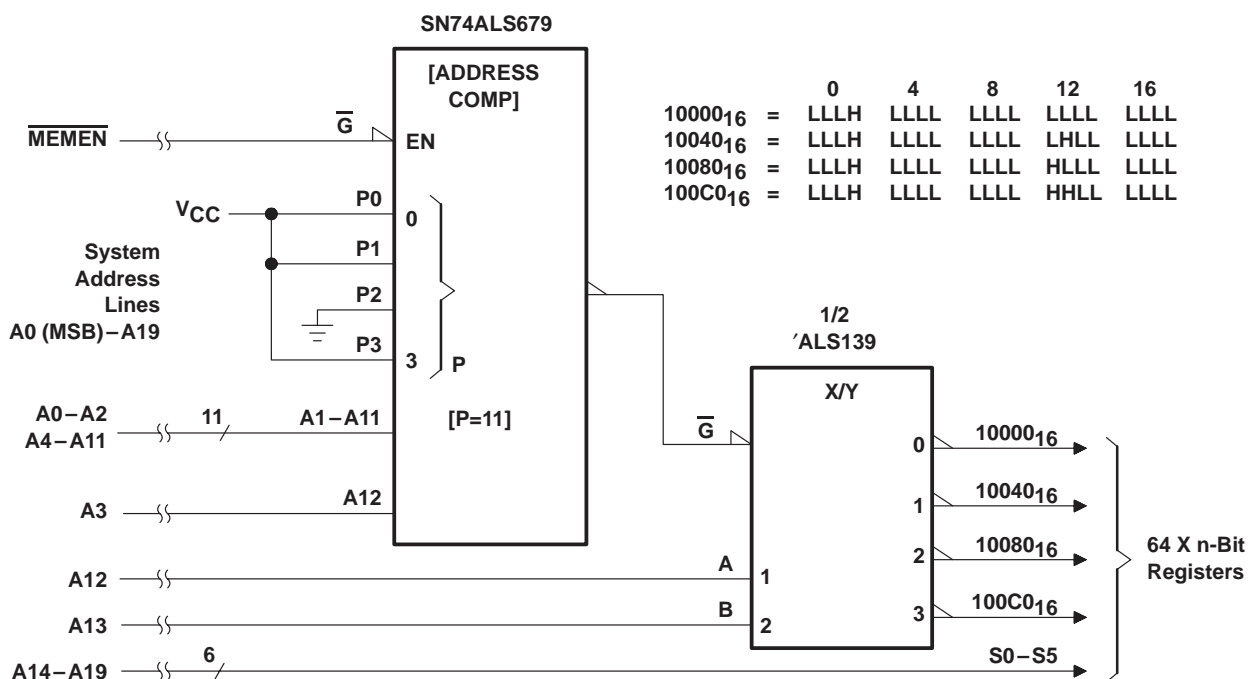 SN74ALS679
[ADDRESS
COMP]
0 4 8 12 16
10000₁₆ = LLLH LLLL LLLL LLLL LLLL
10040₁₆ = LLLH LLLL LLLL LHLL LLLL
10080₁₆ = LLLH LLLL LLLL HLLL LLLL
100C0₁₆ = LLLH LLLL LLLL HHLL LLLL
M̅E̅M̅E̅N̅
G̅
EN
VCC
P0
0
P1
P2
P3
3
P
System
Address
Lines
A0 (MSB)–A19
A0–A2
A4–A11
11
A1–A11
[P=11]
A3
A12
1/2
′ALS139
X/Y
G̅
0
10000₁₆
1
10040₁₆
2
10080₁₆
3
100C0₁₆
64 X n-Bit
Registers
A12
A
1
A13
B
2
A14–A19
6
S0–S5